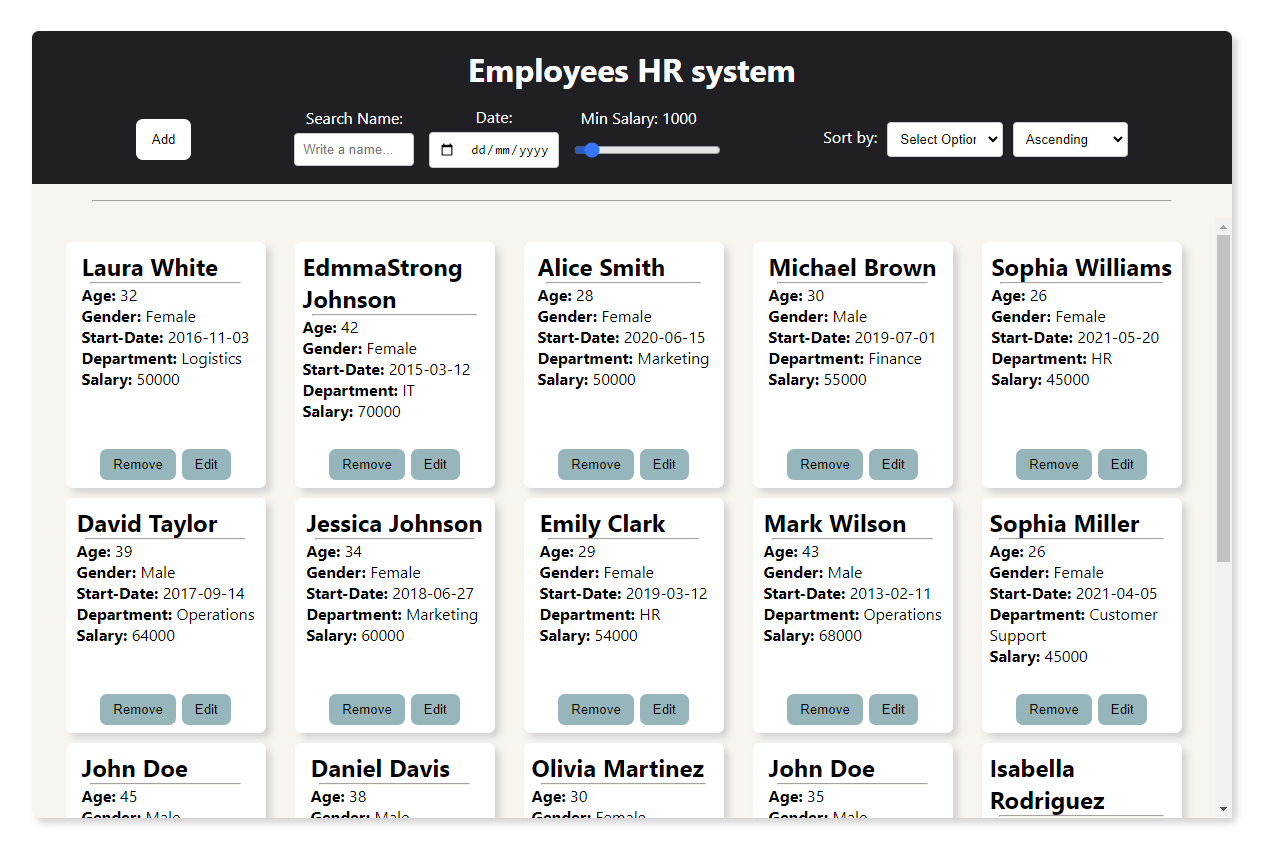 Employees HR system
Add
Search Name:
Write a name...
Date:
dd/mm/yyyy
Min Salary: 1000
Sort by:
Select Option
Ascending
Laura White
Age: 32
Gender: Female
Start-Date: 2016-11-03
Department: Logistics
Salary: 50000
Remove Edit
EdmmaStrong
Johnson
Age: 42
Gender: Female
Start-Date: 2015-03-12
Department: IT
Salary: 70000
Remove Edit
Alice Smith
Age: 28
Gender: Female
Start-Date: 2020-06-15
Department: Marketing
Salary: 50000
Remove Edit
Michael Brown
Age: 30
Gender: Male
Start-Date: 2019-07-01
Department: Finance
Salary: 55000
Remove Edit
Sophia Williams
Age: 26
Gender: Female
Start-Date: 2021-05-20
Department: HR
Salary: 45000
Remove Edit
David Taylor
Age: 39
Gender: Male
Start-Date: 2017-09-14
Department: Operations
Salary: 64000
Remove Edit
Jessica Johnson
Age: 34
Gender: Female
Start-Date: 2018-06-27
Department: Marketing
Salary: 60000
Remove Edit
Emily Clark
Age: 29
Gender: Female
Start-Date: 2019-03-12
Department: HR
Salary: 54000
Remove Edit
Mark Wilson
Age: 43
Gender: Male
Start-Date: 2013-02-11
Department: Operations
Salary: 68000
Remove Edit
Sophia Miller
Age: 26
Gender: Female
Start-Date: 2021-04-05
Department: Customer
Support
Salary: 45000
Remove Edit
John Doe
Age: 45
Gender: Male
Daniel Davis
Age: 38
Gender: Male
Olivia Martinez
Age: 30
Gender: Female
John Doe
Age: 35
Gender: Male
Isabella
Rodriguez